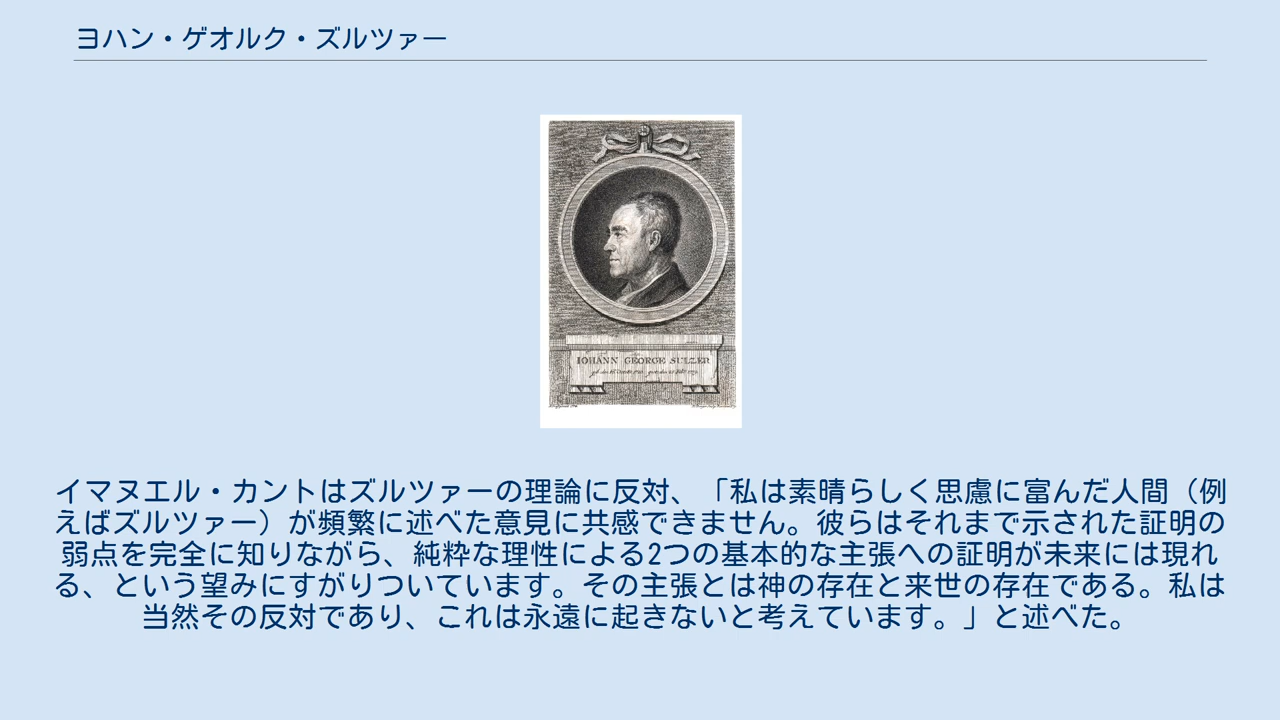 ヨハン・ゲオルク・ズルツァー
IOHANN GEORGE SULZER
イマヌエル・カントはズルツァーの理論に反対、「私は素晴らしく思慮に富んだ人間（例
えばズルツァー）が頻繁に述べた意見に共感できません。彼らはそれまで示された証明の
弱点を完全に知りながら、純粋な理性による2つの基本的な主張への証明が未来には現れ
る、という望みにすがりついています。その主張とは神の存在と来世の存在である。私は
当然その反対であり、これは永遠に起きないと考えています。」と述べた。